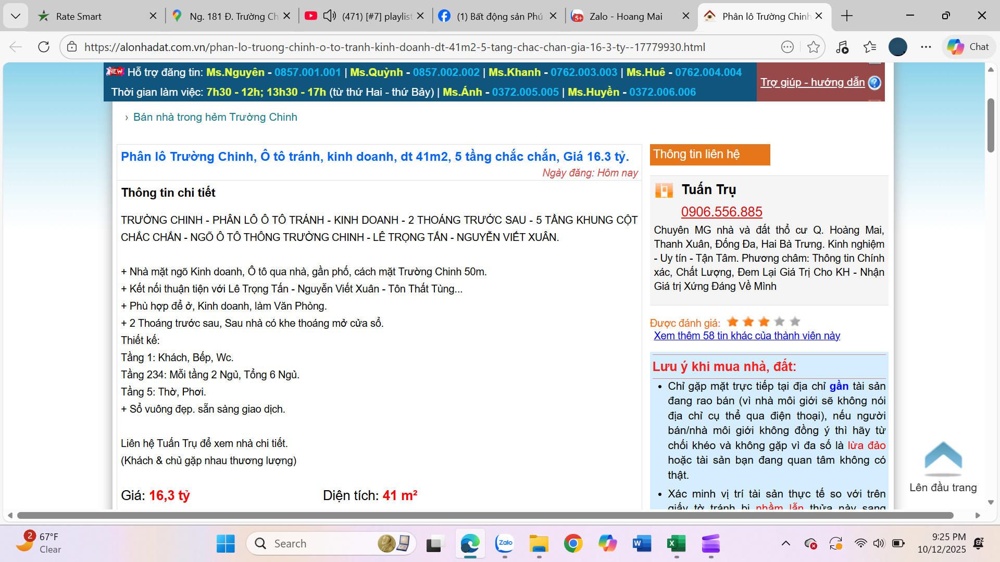 Rate Smart
Ng. 181 Đ. Trường Ch
(471) [#7] playlist
(1) Bất động sản Phú
Zalo - Hoang Mai
Phân lô Trường Chinh
https://alonhadat.com.vn/phan-lo-truong-chinh-o-to-tranh-kinh-doanh-dt-41m2-5-tang-chac-chan-gia-16-3-ty--17779930.html
Chat
NEW Hỗ trợ đăng tin: Ms.Nguyên - 0857.001.001 | Ms.Quỳnh - 0857.002.002 | Ms.Khanh - 0762.003.003 | Ms.Huê - 0762.004.004
Thời gian làm việc: 7h30 - 12h; 13h30 - 17h (từ thứ Hai - thứ Bảy) | Ms.Ánh - 0372.005.005 | Ms.Huyền - 0372.006.006
Trợ giúp - hướng dẫn
› Bán nhà trong hẻm Trường Chinh
Phân lô Trường Chinh, Ô tô tránh, kinh doanh, dt 41m2, 5 tầng chắc chắn, Giá 16.3 tỷ.
Ngày đăng: Hôm nay
Thông tin chi tiết
TRƯỜNG CHINH - PHÂN LÔ Ô TÔ TRÁNH - KINH DOANH - 2 THOÁNG TRƯỚC SAU - 5 TẦNG KHUNG CỘT
CHẮC CHẮN - NGÕ Ô TÔ THÔNG TRƯỜNG CHINH - LÊ TRỌNG TẤN - NGUYỄN VIẾT XUÂN.
+ Nhà mặt ngõ Kinh doanh, Ô tô qua nhà, gần phố, cách mặt Trường Chinh 50m.
+ Kết nối thuận tiện với Lê Trọng Tấn - Nguyễn Viết Xuân - Tôn Thất Tùng...
+ Phù hợp để ở, Kinh doanh, làm Văn Phòng.
+ 2 Thoáng trước sau, Sau nhà có khe thoáng mở cửa sổ.
Thiết kế:
Tầng 1: Khách, Bếp, Wc.
Tầng 234: Mỗi tầng 2 Ngủ, Tổng 6 Ngủ.
Tầng 5: Thờ, Phơi.
+ Sổ vuông đẹp. sẵn sàng giao dịch.
Liên hệ Tuấn Trụ để xem nhà chi tiết.
(Khách & chủ gặp nhau thương lượng)
Giá: 16,3 tỷ
Diện tích: 41 m²
Thông tin liên hệ
Tuấn Trụ
0906.556.885
Chuyên MG nhà và đất thổ cư Q. Hoàng Mai,
Thanh Xuân, Đống Đa, Hai Bà Trưng. Kinh nghiệm
- Uy tín - Tận Tâm. Phương châm: Thông tin Chính
xác, Chất Lượng, Đem Lại Giá Trị Cho KH - Nhận
Giá trị Xứng Đáng Về Mình
Được đánh giá:
Xem thêm 58 tin khác của thành viên này
Lưu ý khi mua nhà, đất:
• Chỉ gặp mặt trực tiếp tại địa chỉ gần tài sản
đang rao bán (vì nhà môi giới sẽ không nói
địa chỉ cụ thể qua điện thoại), nếu người
bán/nhà môi giới không đồng ý thì hãy từ
chối khéo và không gặp vì đa số là lừa đảo
hoặc tài sản bạn đang quan tâm không có
thật.
• Xác minh vị trí tài sản thực tế so với trên
giấy tờ tránh bị nhầm lẫn thửa này sang
Lên đầu trang
2
67°F
Clear
Search
Zalo
9:25 PM
10/12/2025